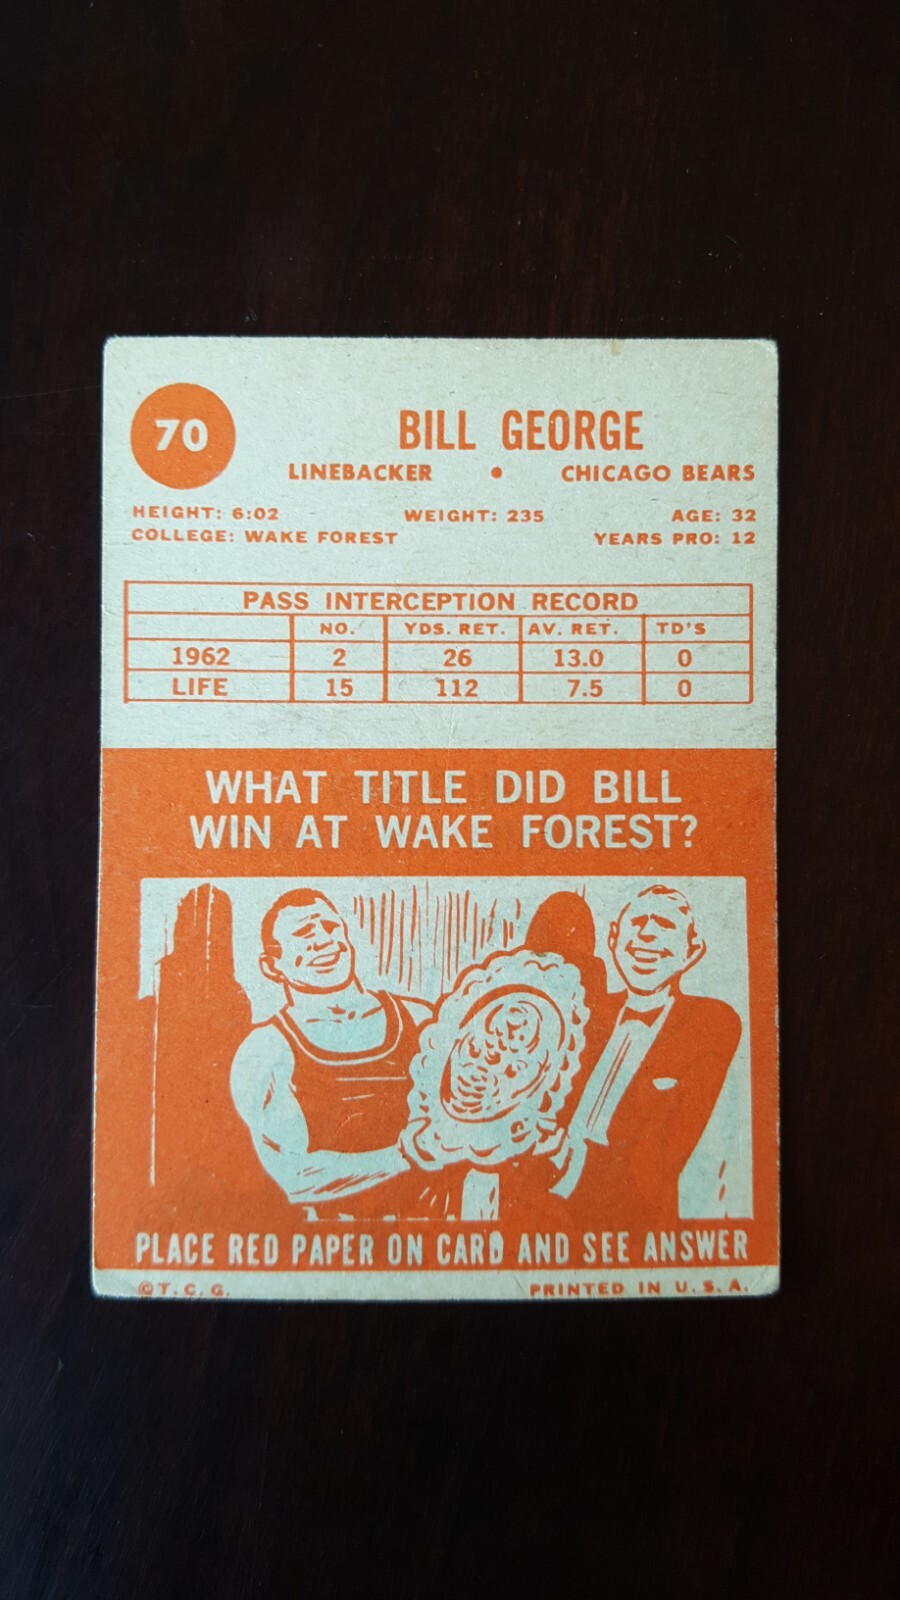 70
BILL GEORGE
LINEBACKER • CHICAGO BEARS
HEIGHT: 6:02 WEIGHT: 235 AGE: 32
COLLEGE: WAKE FOREST YEARS PRO: 12
PASS INTERCEPTION RECORD
NO. YDS. RET. AV. RET. TD'S
1962 2 26 13.0 0
LIFE 15 112 7.5 0
WHAT TITLE DID BILL
WIN AT WAKE FOREST?
PLACE RED PAPER ON CARD AND SEE ANSWER
©T. C. G. PRINTED IN U. S. A.